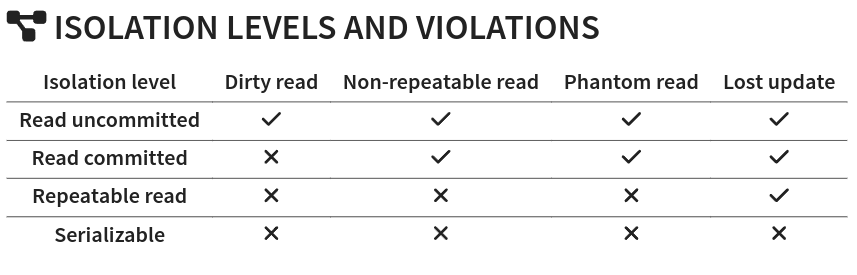 ISOLATION LEVELS AND VIOLATIONS
Isolation level Dirty read Non-repeatable read Phantom read Lost update
Read uncommitted ✓ ✓ ✓ ✓
Read committed ✕ ✓ ✓ ✓
Repeatable read ✕ ✕ ✕ ✓
Serializable ✕ ✕ ✕ ✕